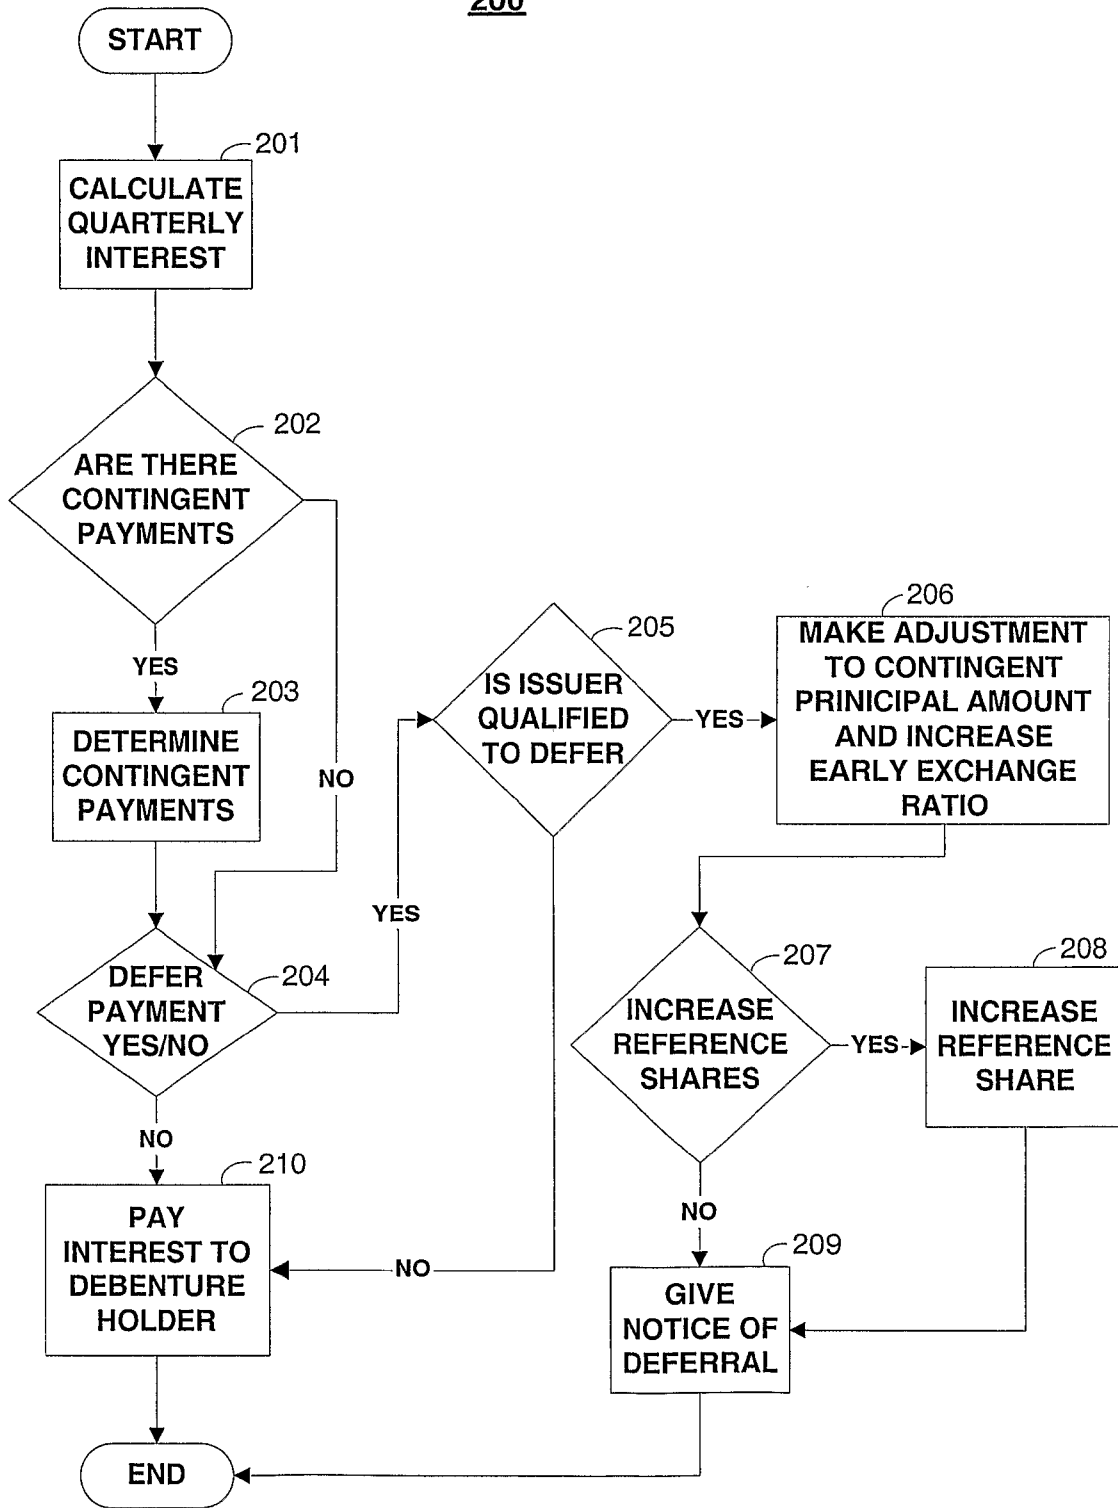 200
START
201
CALCULATE
QUARTERLY
INTEREST
202
ARE THERE
CONTINGENT
PAYMENTS
YES
NO
203
DETERMINE
CONTINGENT
PAYMENTS
204
DEFER
PAYMENT
YES/NO
YES
NO
205
IS ISSUER
QUALIFIED
TO DEFER
YES
NO
206
MAKE ADJUSTMENT
TO CONTINGENT
PRINICIPAL AMOUNT
AND INCREASE
EARLY EXCHANGE
RATIO
207
INCREASE
REFERENCE
SHARES
YES
NO
208
INCREASE
REFERENCE
SHARE
209
GIVE
NOTICE OF
DEFERRAL
210
PAY
INTEREST TO
DEBENTURE
HOLDER
END